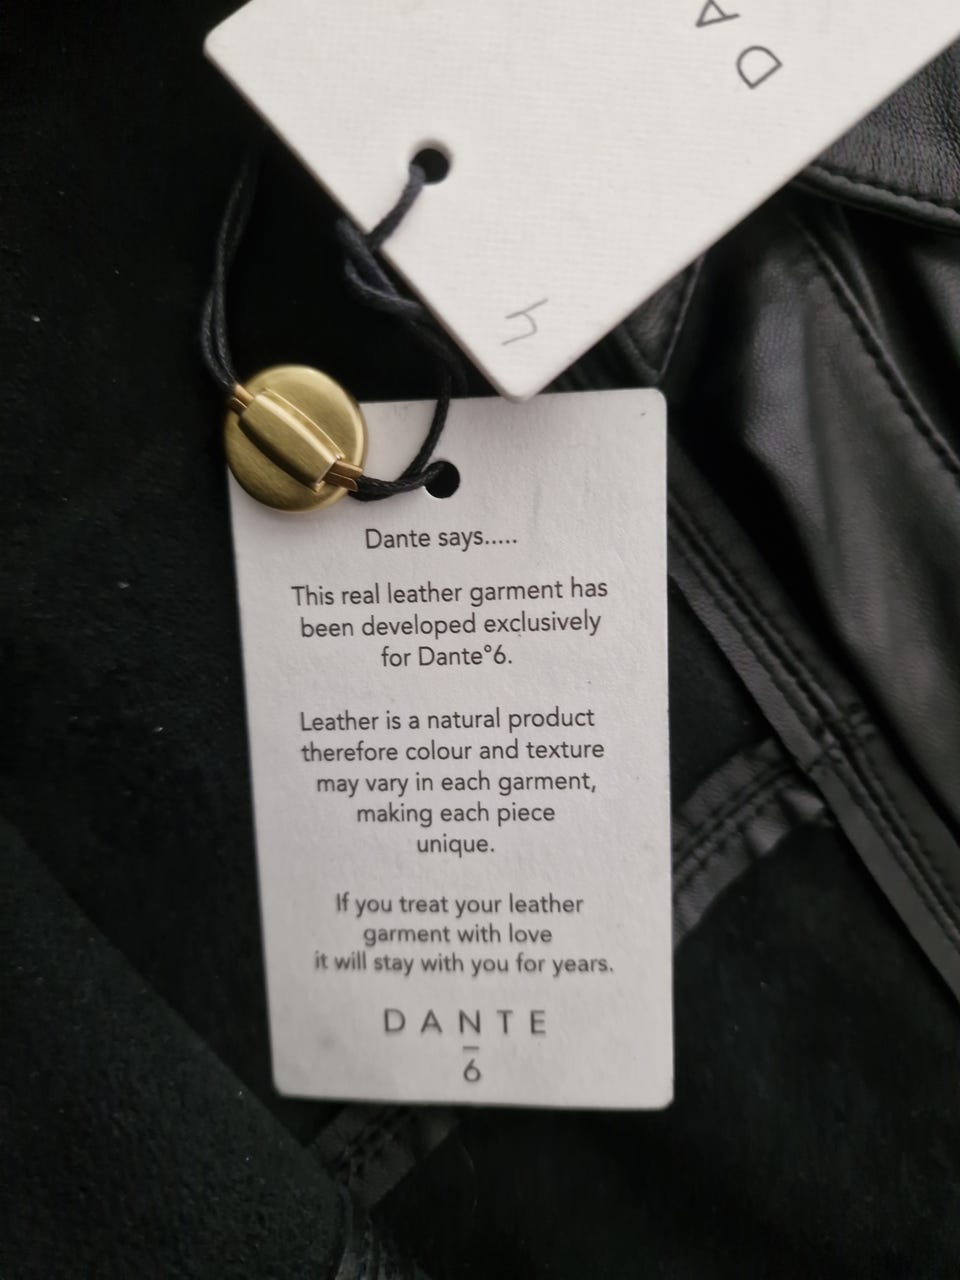 D A
Dante says.....
This real leather garment has
been developed exclusively
for Dante°6.
Leather is a natural product
therefore colour and texture
may vary in each garment,
making each piece
unique.
If you treat your leather
garment with love
it will stay with you for years.
DANTE
6